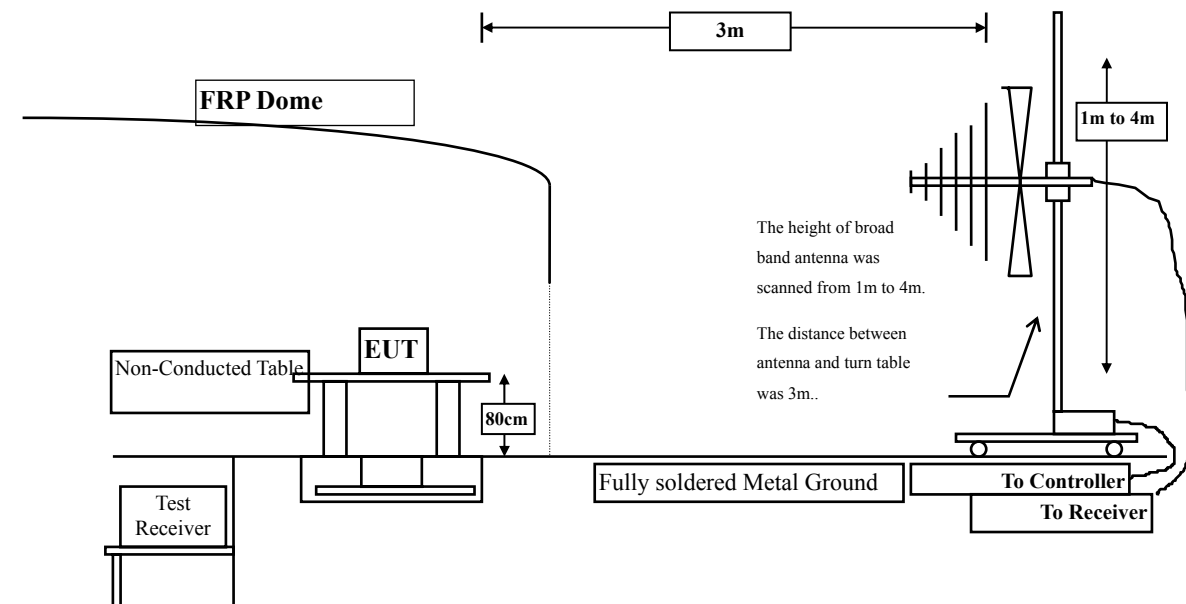 3m
FRP Dome
1m to 4m
The height of broad
band antenna was
scanned from 1m to 4m.
The distance between
antenna and turn table
was 3m..
EUT
Non-Conducted Table
80cm
Fully soldered Metal Ground
To Controller
To Receiver
Test
Receiver